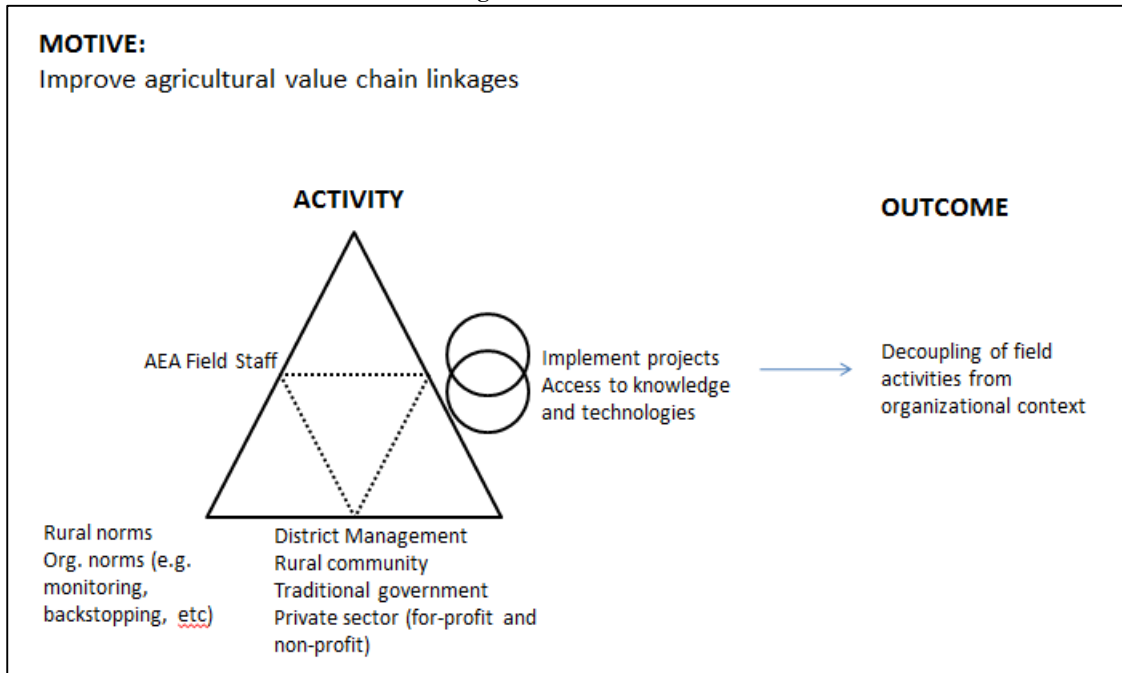 MOTIVE:
Improve agricultural value chain linkages
ACTIVITY
OUTCOME
AEA Field Staff
Implement projects
Access to knowledge
and technologies
Decoupling of field
activities from
organizational context
Rural norms
Org. norms (e.g.
monitoring,
backstopping, etc)
District Management
Rural community
Traditional government
Private sector (for-profit and
non-profit)